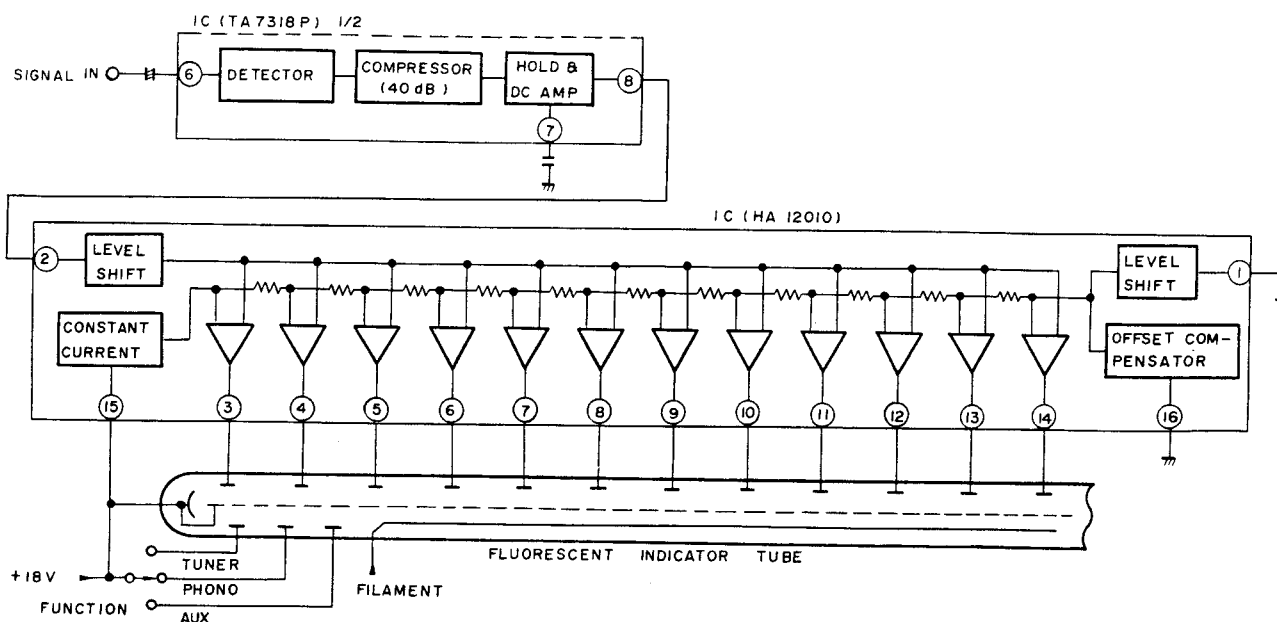 IC (TA7318P) 1/2
SIGNAL IN
6
DETECTOR
COMPRESSOR
(40dB)
HOLD &
DC AMP
8
7
IC (HA 12010)
2
LEVEL
SHIFT
LEVEL
SHIFT
1
CONSTANT
CURRENT
OFFSET COM-
PENSATOR
15
3
4
5
6
7
8
9
10
11
12
13
14
16
TUNER
FLUORESCENT INDICATOR TUBE
+18V
PHONO
FILAMENT
FUNCTION
AUX